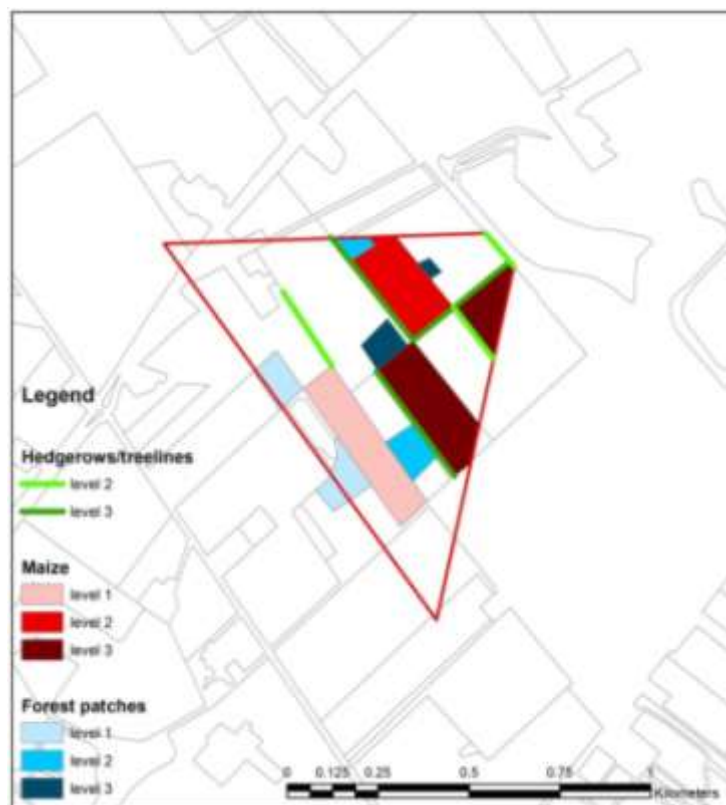 Legend
Hedgerows/treelines
level 2
level 3
Maize
level 1
level 2
level 3
Forest patches
level 1
level 2
level 3
0 0.125 0.25 0.5 0.75 1
Kilometers